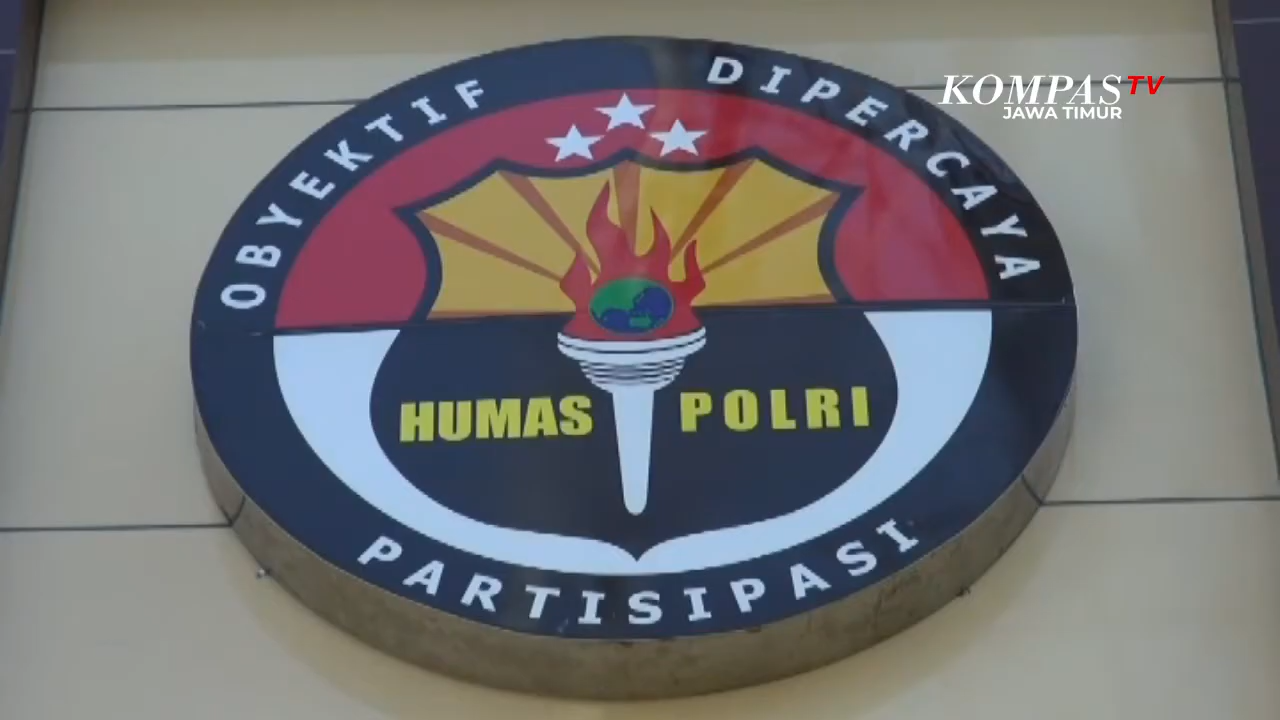 KOMPAS TV
JAWA TIMUR
OBYEKTIF DIPERCAYA
HUMAS POLRI
PARTISIPASI